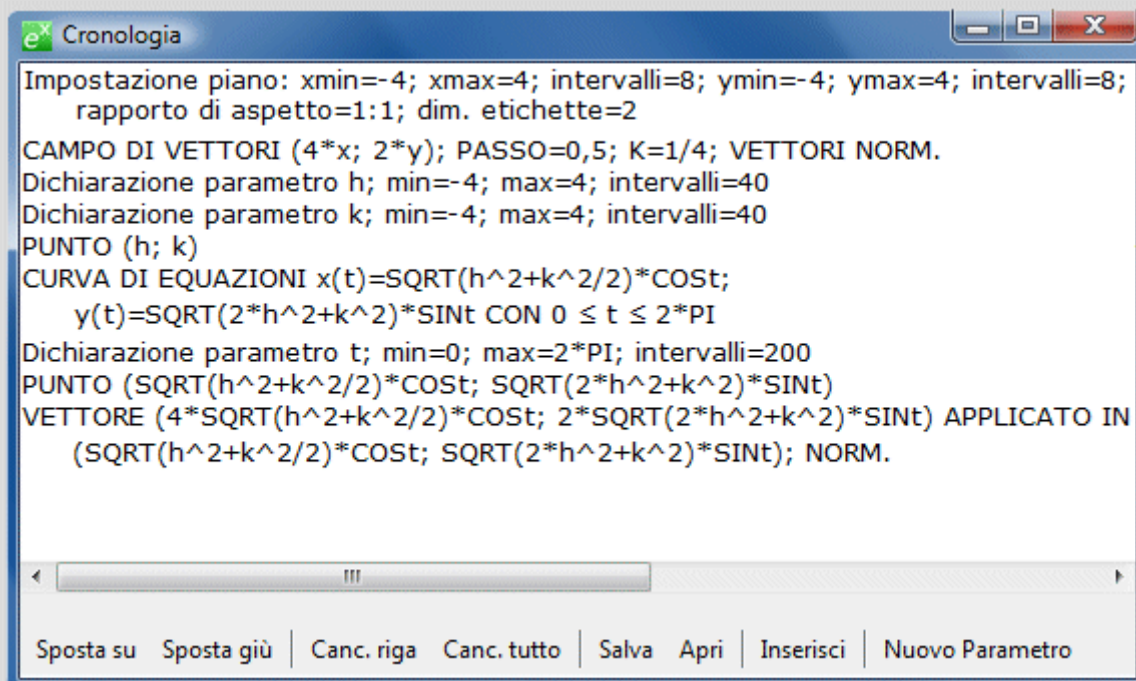 Cronologia
Impostazione piano: xmin=-4; xmax=4; intervalli=8; ymin=-4; ymax=4; intervalli=8;
rapporto di aspetto=1:1; dim. etichette=2
CAMPO DI VETTORI (4*x; 2*y); PASSO=0,5; K=1/4; VETTORI NORM.
Dichiarazione parametro h; min=-4; max=4; intervalli=40
Dichiarazione parametro k; min=-4; max=4; intervalli=40
PUNTO (h; k)
CURVA DI EQUAZIONI x(t)=SQRT(h^2+k^2/2)*COSt;
y(t)=SQRT(2*h^2+k^2)*SINt CON 0 ≤ t ≤ 2*PI
Dichiarazione parametro t; min=0; max=2*PI; intervalli=200
PUNTO (SQRT(h^2+k^2/2)*COSt; SQRT(2*h^2+k^2)*SINt)
VETTORE (4*SQRT(h^2+k^2/2)*COSt; 2*SQRT(2*h^2+k^2)*SINt) APPLICATO IN
(SQRT(h^2+k^2/2)*COSt; SQRT(2*h^2+k^2)*SINt); NORM.
Sposta su Sposta giù Canc. riga Canc. tutto Salva Apri Inserisci Nuovo Parametro